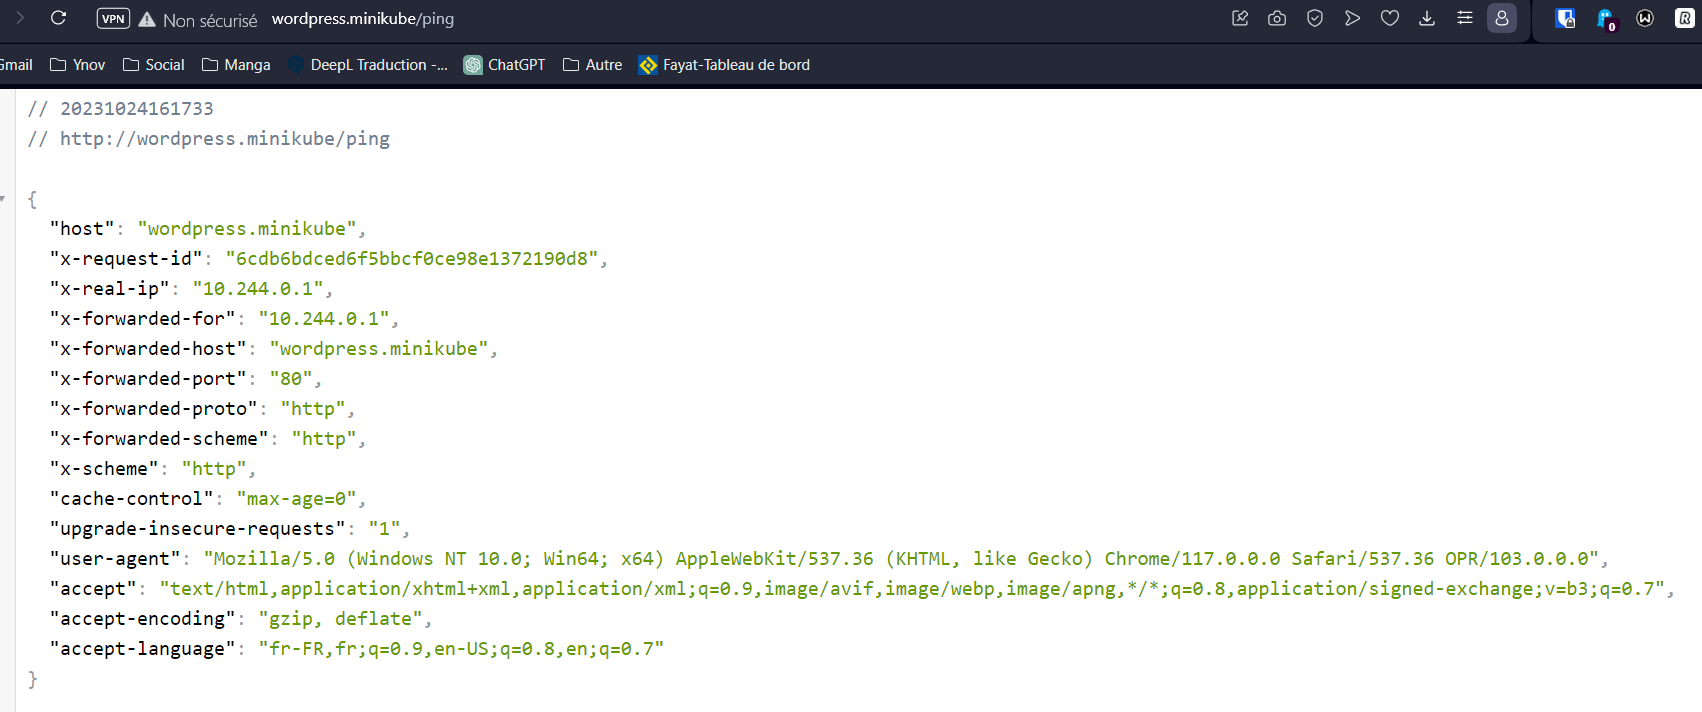 VPN Non sécurisé wordpress.minikube/ping
Gmail Ynov Social Manga DeepL Traduction -... ChatGPT Autre Fayat-Tableau de bord
// 20231024161733
// http://wordpress.minikube/ping
{
"host": "wordpress.minikube",
"x-request-id": "6cdb6bdced6f5bbcf0ce98e1372190d8",
"x-real-ip": "10.244.0.1",
"x-forwarded-for": "10.244.0.1",
"x-forwarded-host": "wordpress.minikube",
"x-forwarded-port": "80",
"x-forwarded-proto": "http",
"x-forwarded-scheme": "http",
"x-scheme": "http",
"cache-control": "max-age=0",
"upgrade-insecure-requests": "1",
"user-agent": "Mozilla/5.0 (Windows NT 10.0; Win64; x64) AppleWebKit/537.36 (KHTML, like Gecko) Chrome/117.0.0.0 Safari/537.36 OPR/103.0.0.0",
"accept": "text/html,application/xhtml+xml,application/xml;q=0.9,image/avif,image/webp,image/apng,*/*;q=0.8,application/signed-exchange;v=b3;q=0.7",
"accept-encoding": "gzip, deflate",
"accept-language": "fr-FR,fr;q=0.9,en-US;q=0.8,en;q=0.7"
}